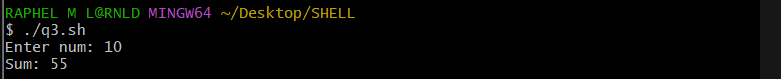 RAPHEL M L@RNLD MINGW64 ~/Desktop/SHELL
$ ./q3.sh
Enter num: 10
Sum: 55